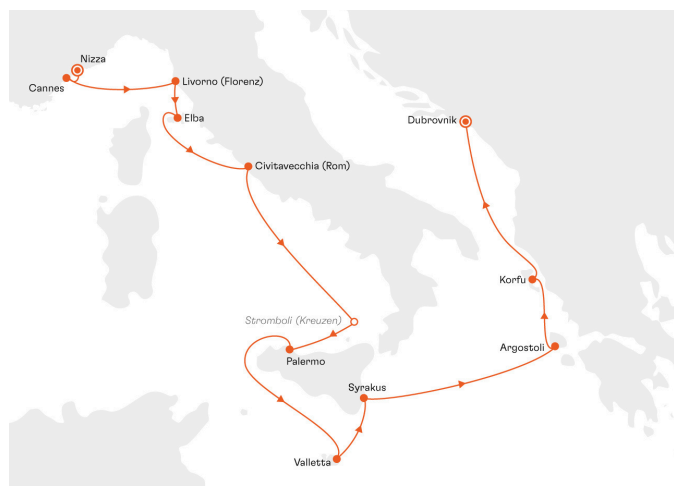 Nizza
Cannes
Livorno (Florenz)
Elba
Dubrovnik
Civitavecchia (Rom)
Korfu
Stromboli (Kreuzen)
Argostoli
Palermo
Syrakus
Valletta